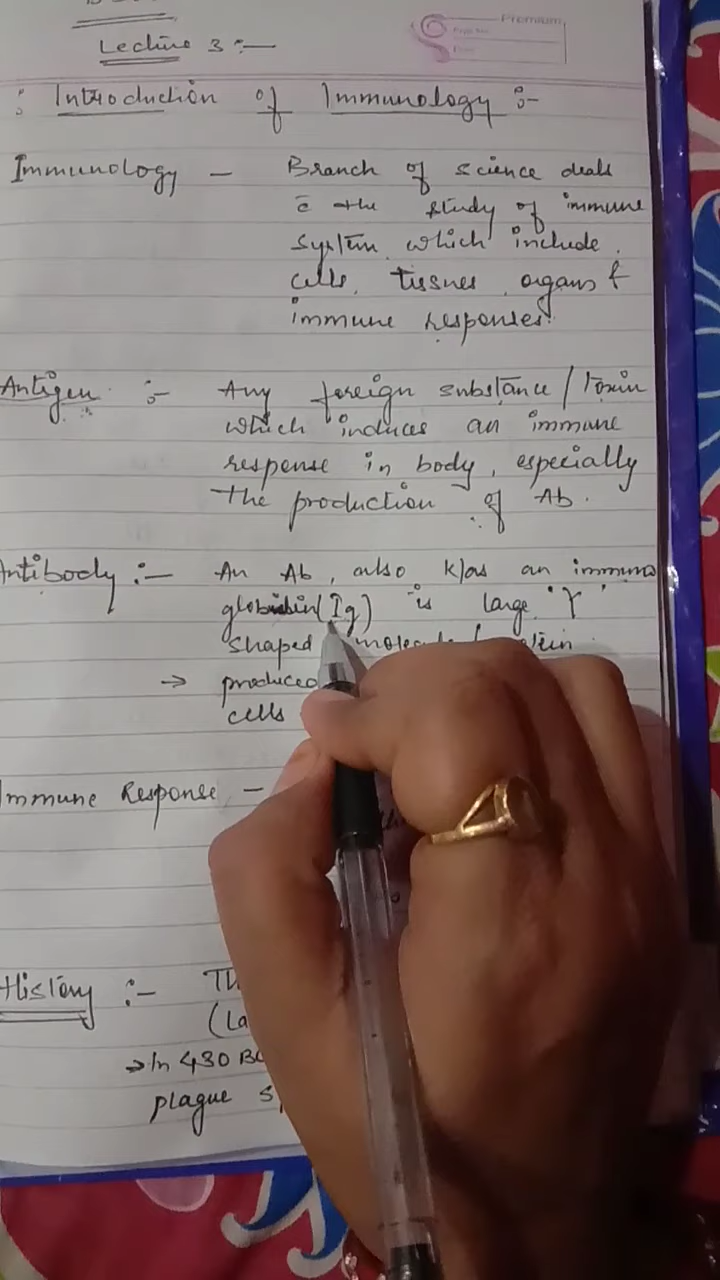 Lecture 3 :-
Premium
: Introduction of Immunology :-
Immunology - Branch of science deals
c̄ the study of immune
system which include
cells, tissues, organs &
immune responses.
Antigen :- Any foreign substance / toxin
which induces an immune
response in body, especially
the production of Ab.
Antibody :- An Ab, also k/as an immuno
globulin (Ig) is large 'Y'
shaped
→ produced
cells
Immune Response -
History :-
(La
→ In 430 BC
plague